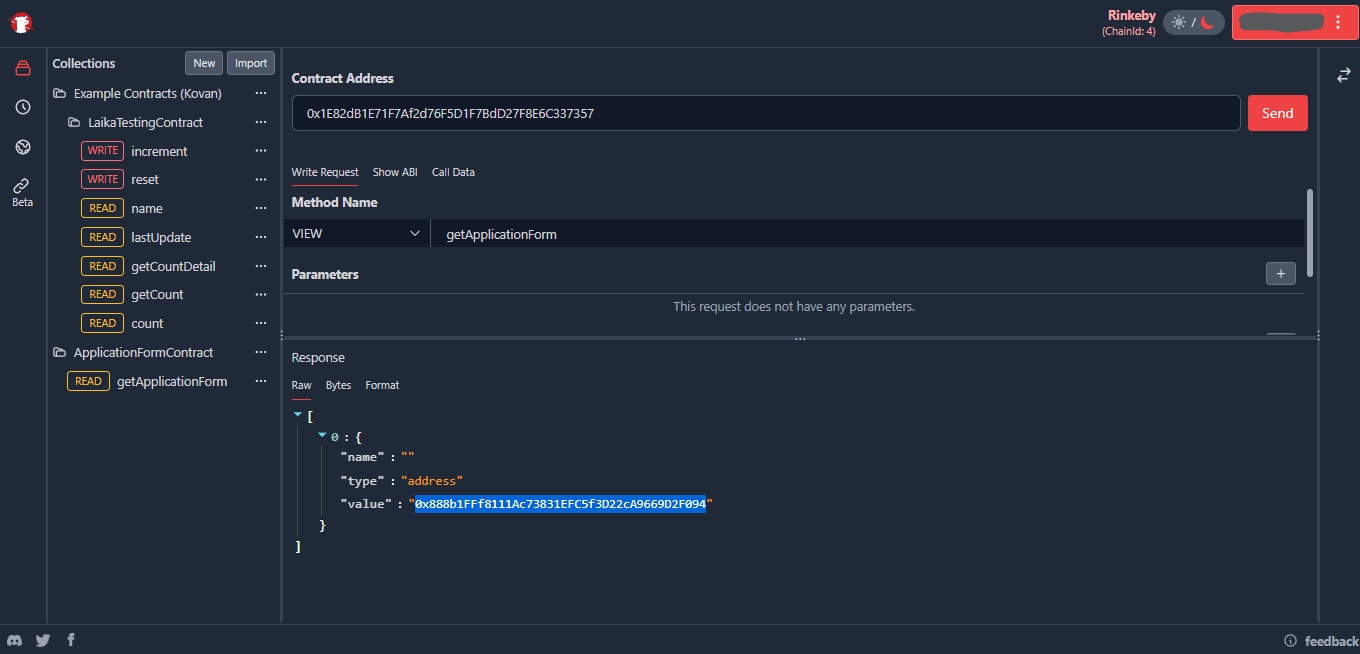 Rinkeby
(ChainId: 4)
/
Collections
New
Import
Example Contracts (Kovan)
LaikaTestingContract
WRITE increment
WRITE reset
READ name
READ lastUpdate
READ getCountDetail
READ getCount
READ count
ApplicationFormContract
READ getApplicationForm
Beta
Contract Address
0x1E82dB1E71F7Af2d76F5D1F7BdD27F8E6C337357
Send
Write Request
Show ABI
Call Data
Method Name
VIEW
getApplicationForm
Parameters
+
This request does not have any parameters.
Response
Raw
Bytes
Format
[
0 : {
"name" : ""
"type" : "address"
"value" : "0x888b1FFf8111Ac73831EFC5f3D22cA9669D2F094"
}
]
feedback